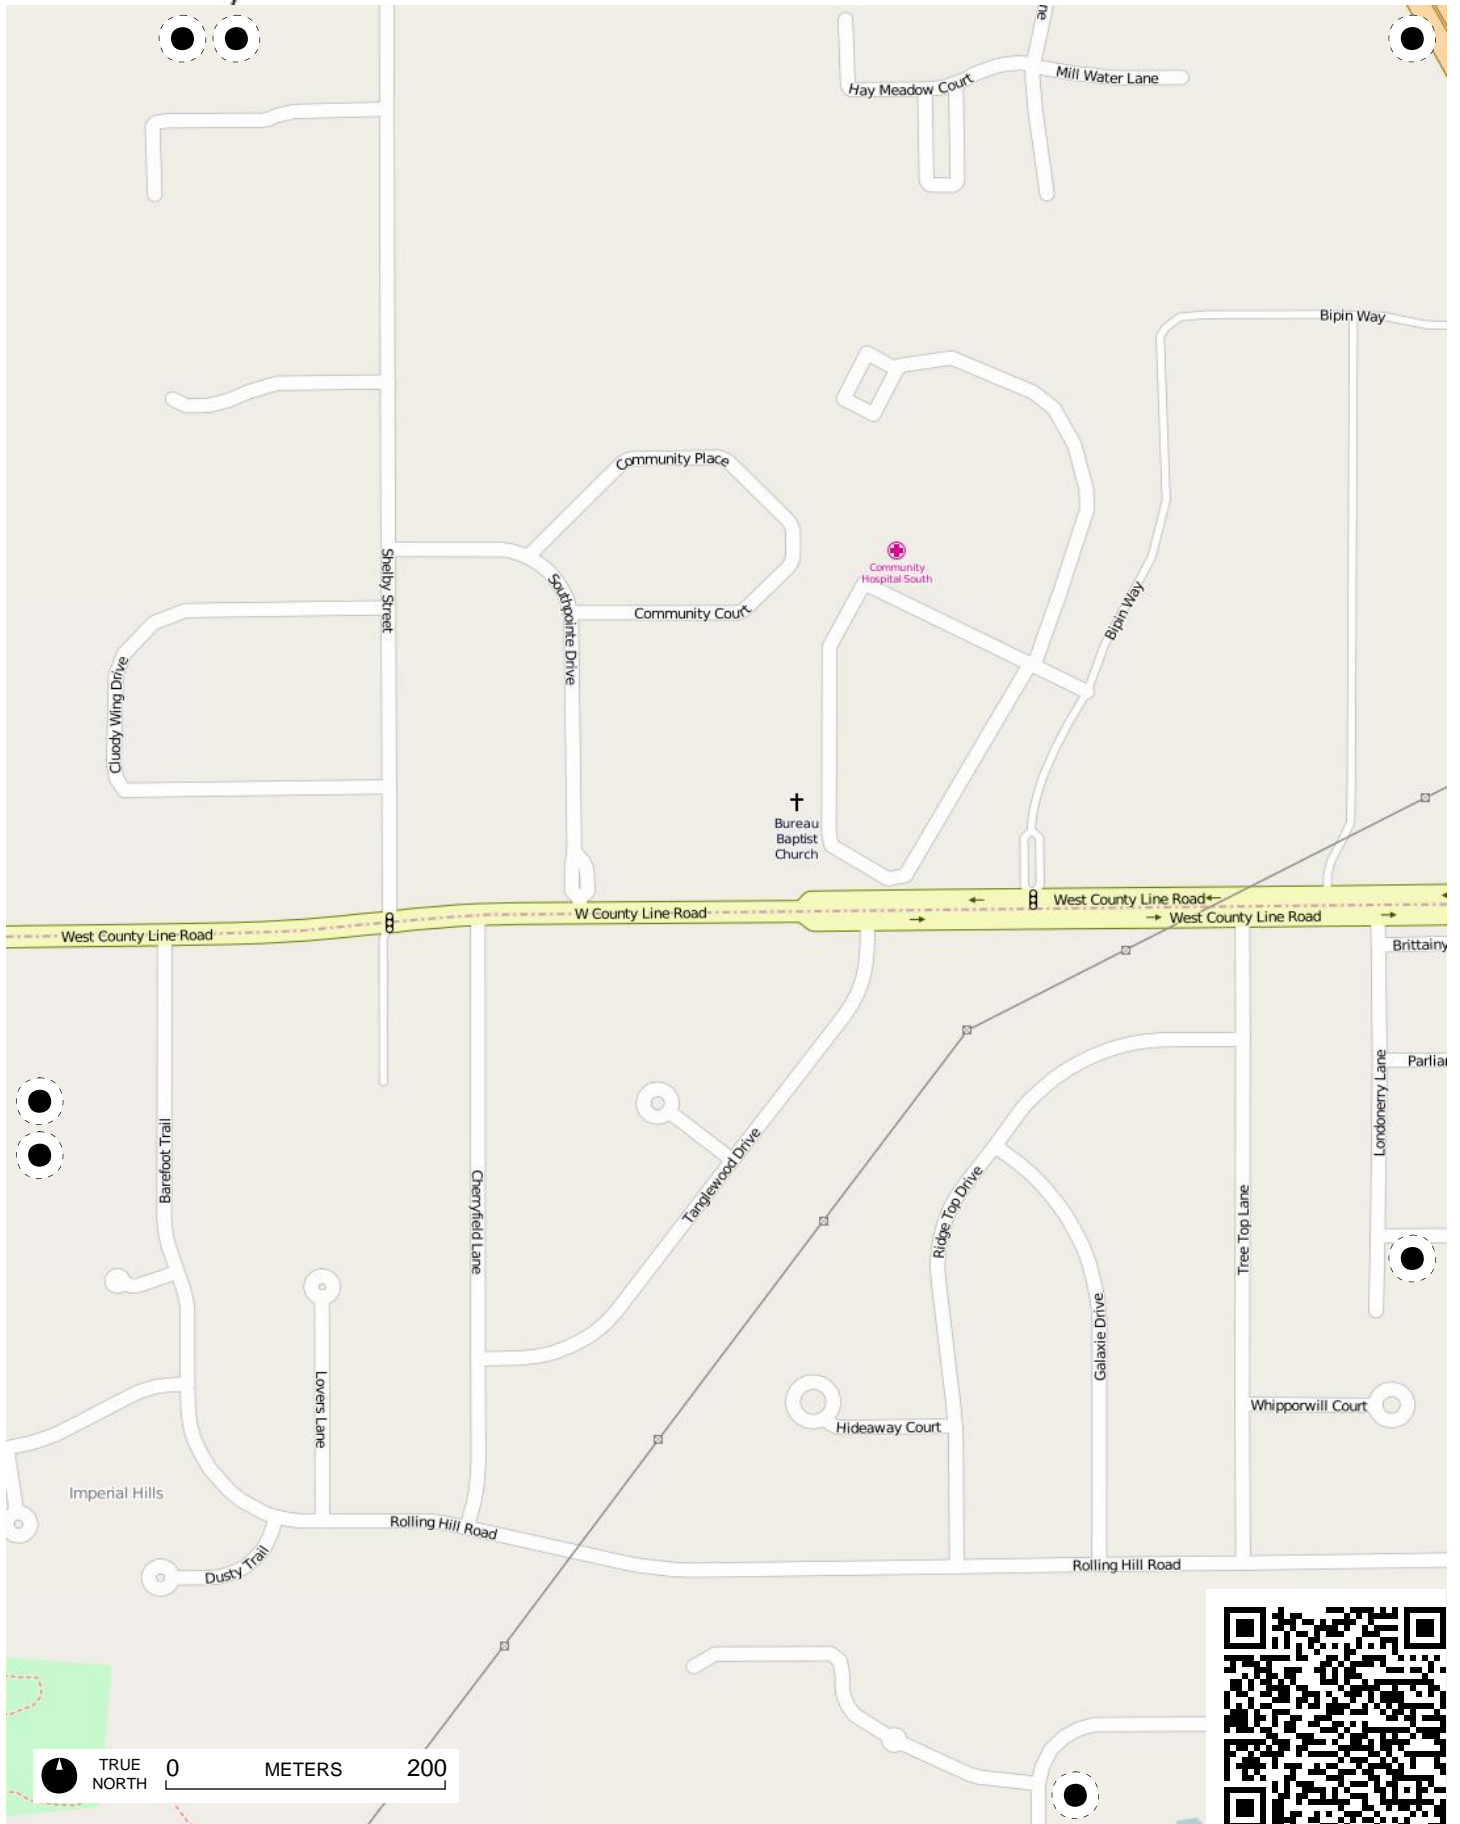 ne
Hay Meadow Court
Mill Water Lane
Bipin Way
Community Place
Community
Hospital South
Shelby Street
Southpointe Drive
Community Court
Bipin Way
Cluody Wing Drive
Bureau
Baptist
Church
West County Line Road
W County Line Road
West County Line Road
West County Line Road
Brittainy
Parlia
Londonerry Lane
Barefoot Trail
Cherryfield Lane
Tanglewood Drive
Ridge Top Drive
Tree Top Lane
Galaxie Drive
Lovers Lane
Whipporwill Court
Hideaway Court
Imperial Hills
Rolling Hill Road
Rolling Hill Road
Dusty Trail
TRUE
NORTH
0 METERS 200